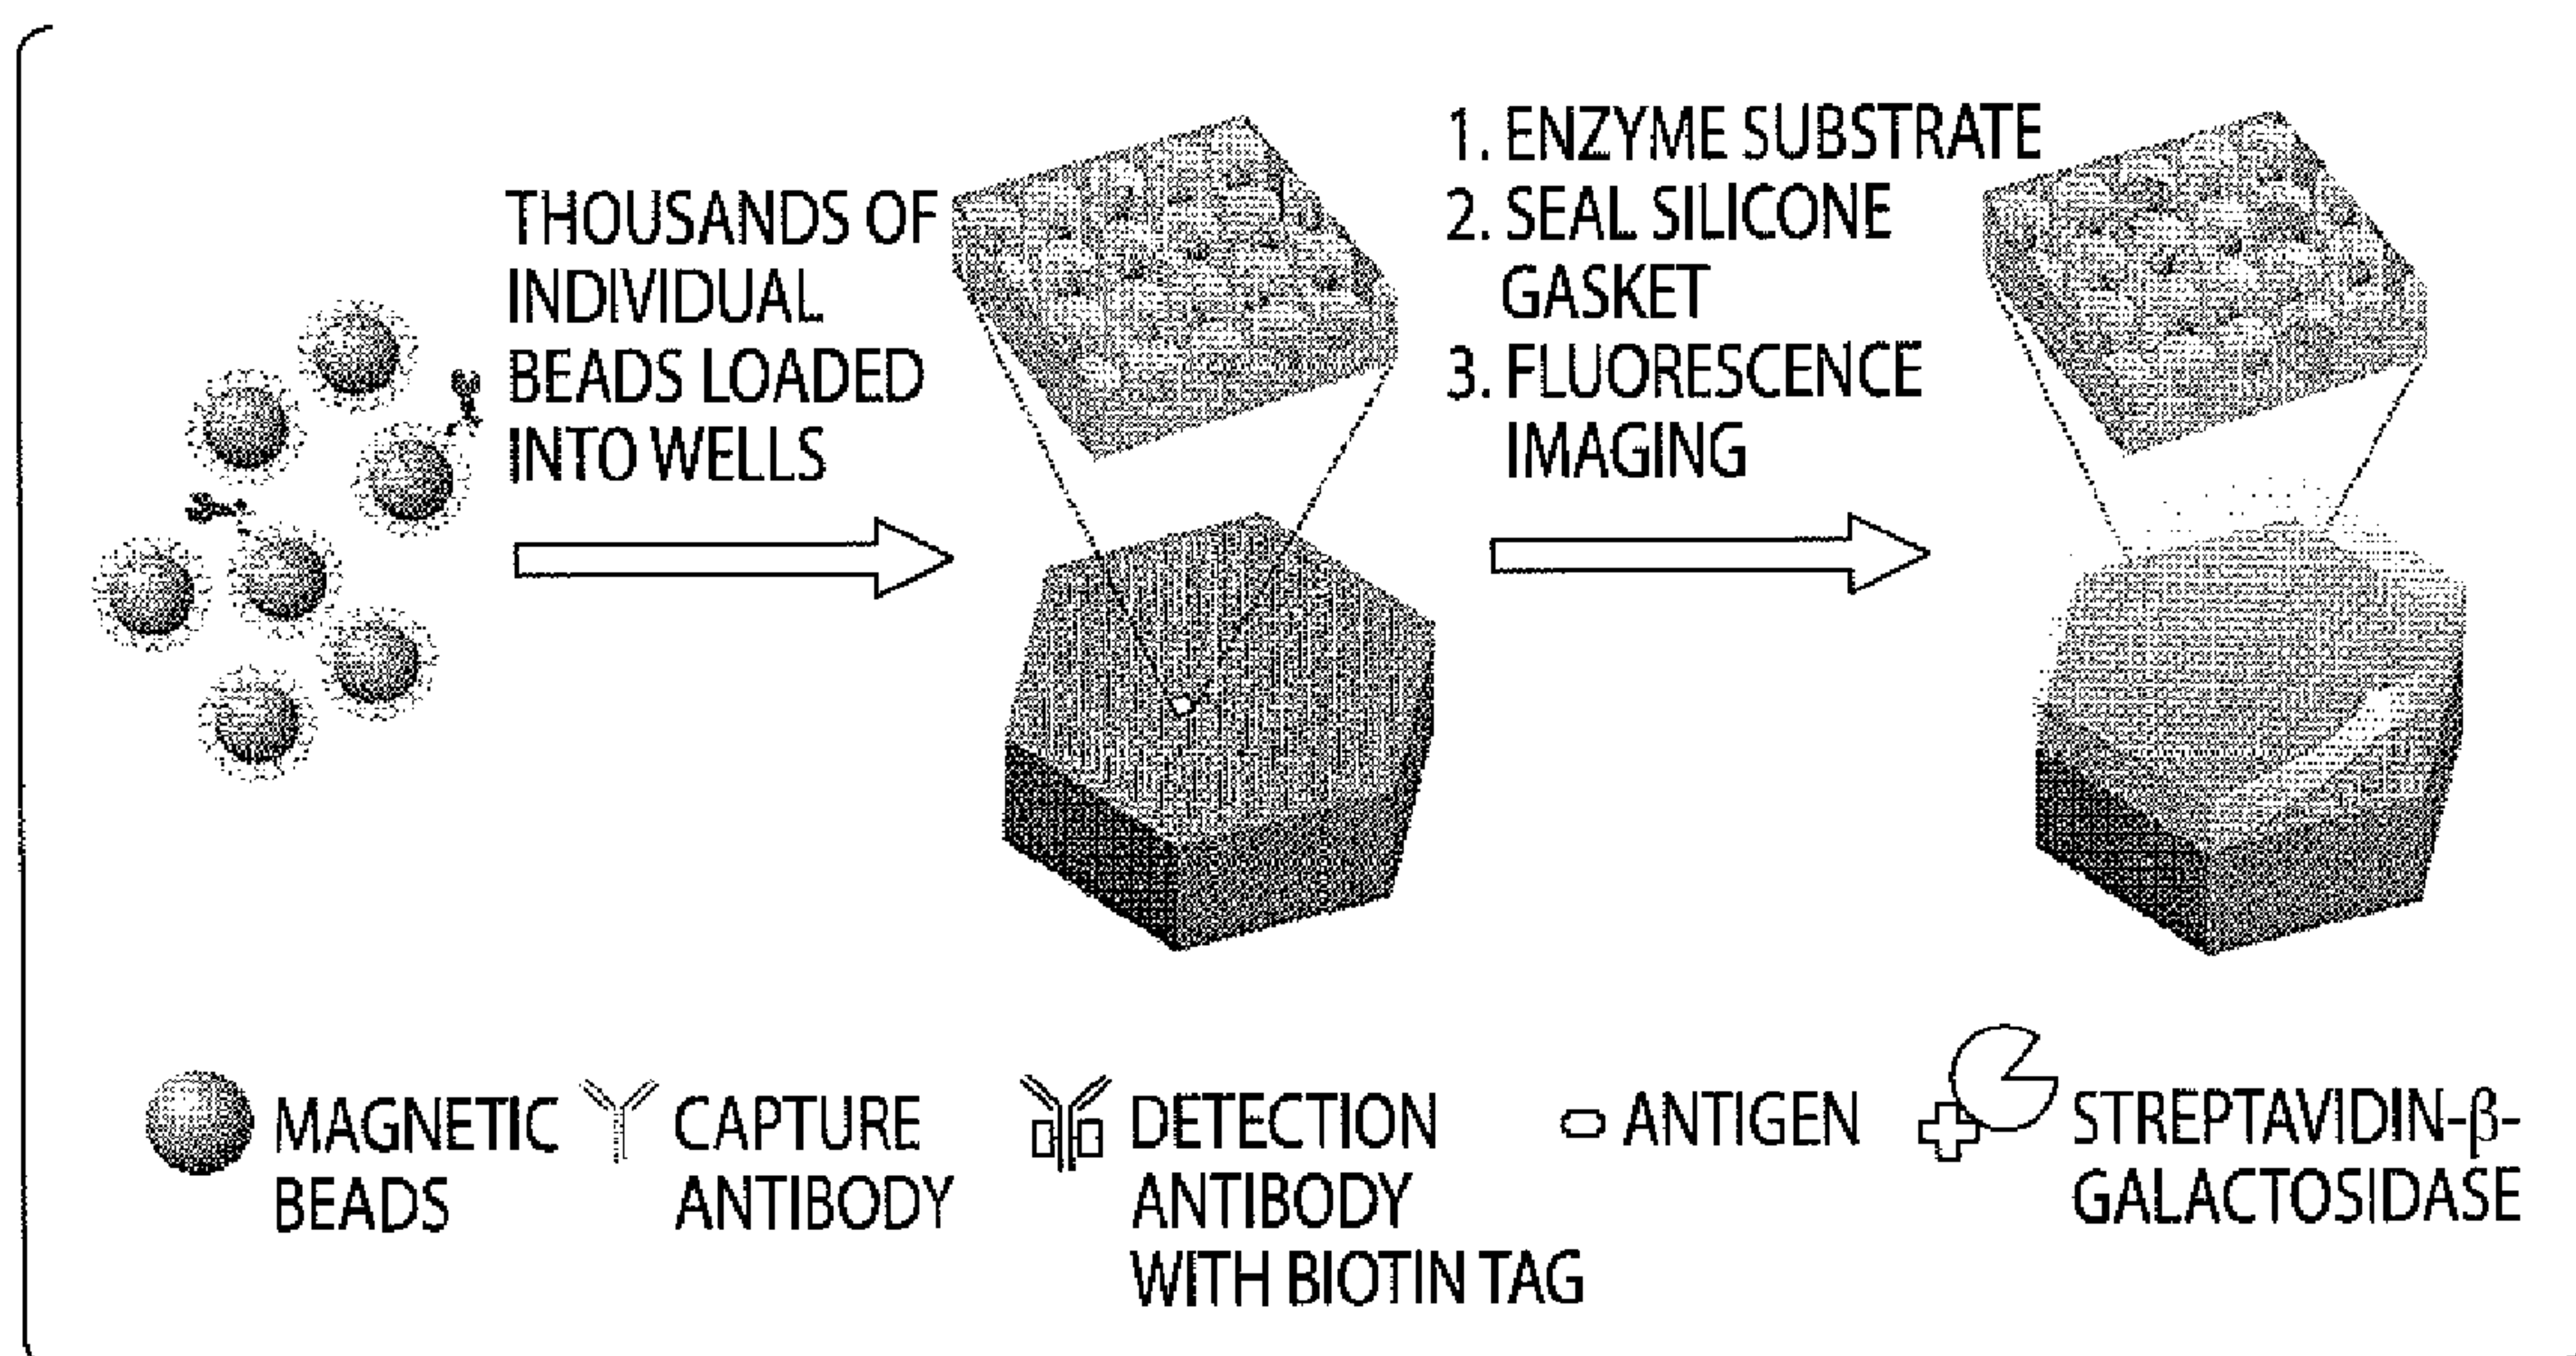 THOUSANDS OF
INDIVIDUAL
BEADS LOADED
INTO WELLS
1. ENZYME SUBSTRATE
2. SEAL SILICONE
GASKET
3. FLUORESCENCE
IMAGING
MAGNETIC
BEADS
CAPTURE
ANTIBODY
DETECTION
ANTIBODY
WITH BIOTIN TAG
ANTIGEN
STREPTAVIDIN-β-
GALACTOSIDASE